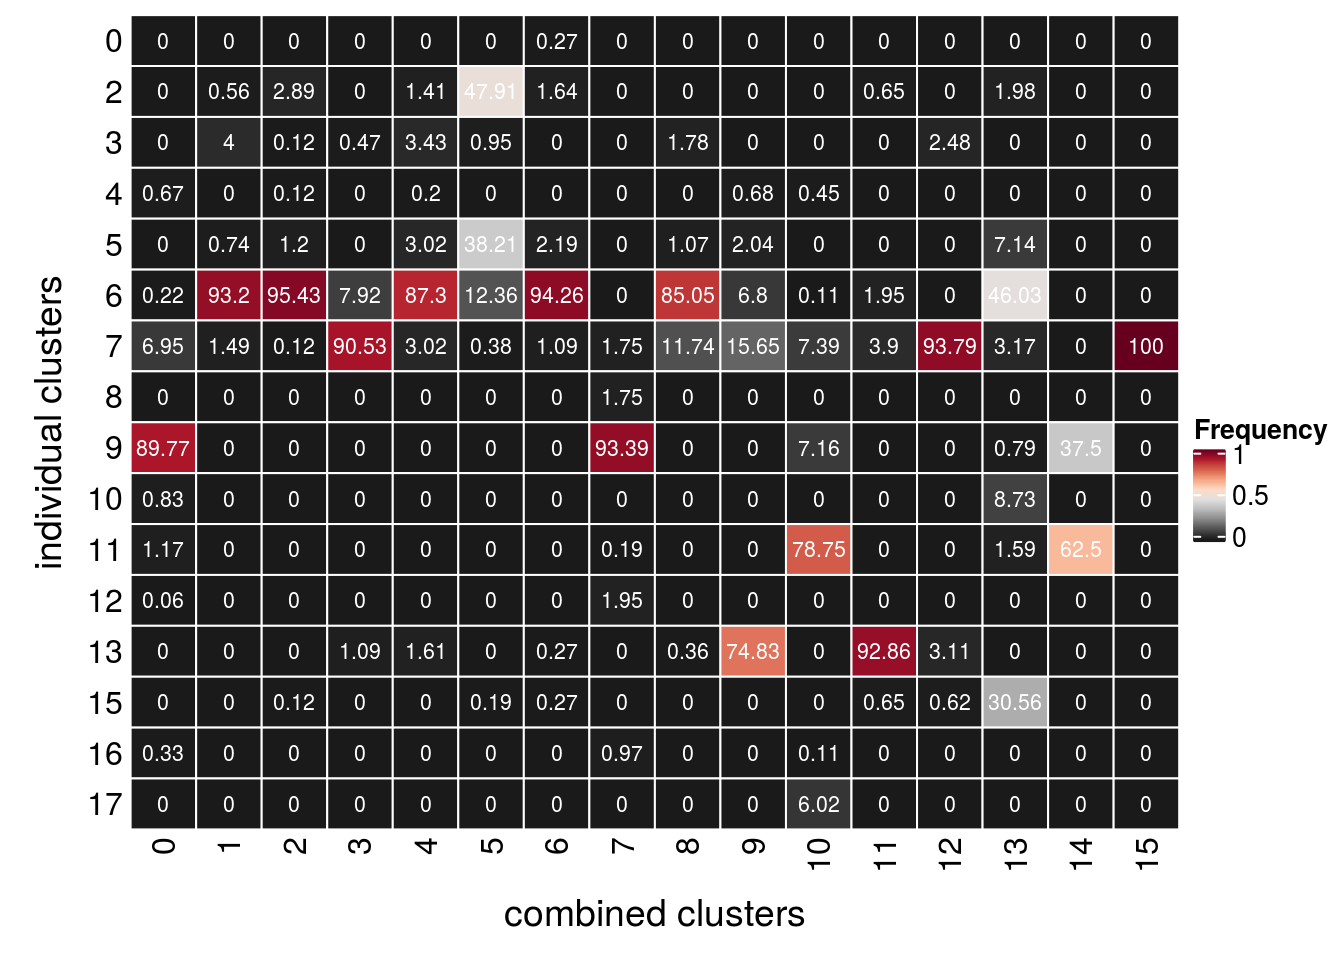 0 0 0 0 0 0 0 0.27 0 0 0 0 0 0 0 0 0
2 0 0.56 2.89 0 1.41 47.91 1.64 0 0 0 0 0.65 0 1.98 0 0
3 0 4 0.12 0.47 3.43 0.95 0 0 1.78 0 0 0 2.48 0 0 0
4 0.67 0 0.12 0 0.2 0 0 0 0 0.68 0.45 0 0 0 0 0
5 0 0.74 1.2 0 3.02 38.21 2.19 0 1.07 2.04 0 0 0 7.14 0 0
6 0.22 93.2 95.43 7.92 87.3 12.36 94.26 0 85.05 6.8 0.11 1.95 0 46.03 0 0
7 6.95 1.49 0.12 90.53 3.02 0.38 1.09 1.75 11.74 15.65 7.39 3.9 93.79 3.17 0 100
8 0 0 0 0 0 0 0 1.75 0 0 0 0 0 0 0 0
9 89.77 0 0 0 0 0 0 93.39 0 0 7.16 0 0 0.79 37.5 0
10 0.83 0 0 0 0 0 0 0 0 0 0 0 0 8.73 0 0
11 1.17 0 0 0 0 0 0 0.19 0 0 78.75 0 0 1.59 62.5 0
12 0.06 0 0 0 0 0 0 1.95 0 0 0 0 0 0 0 0
13 0 0 0 1.09 1.61 0 0.27 0 0.36 74.83 0 92.86 3.11 0 0 0
15 0 0 0.12 0 0 0.19 0.27 0 0 0 0 0.65 0.62 30.56 0 0
16 0.33 0 0 0 0 0 0 0.97 0 0 0.11 0 0 0 0 0
17 0 0 0 0 0 0 0 0 0 0 6.02 0 0 0 0 0
0 1 2 3 4 5 6 7 8 9 10 11 12 13 14 15
combined clusters
individual clusters
Frequency
1
0.5
0